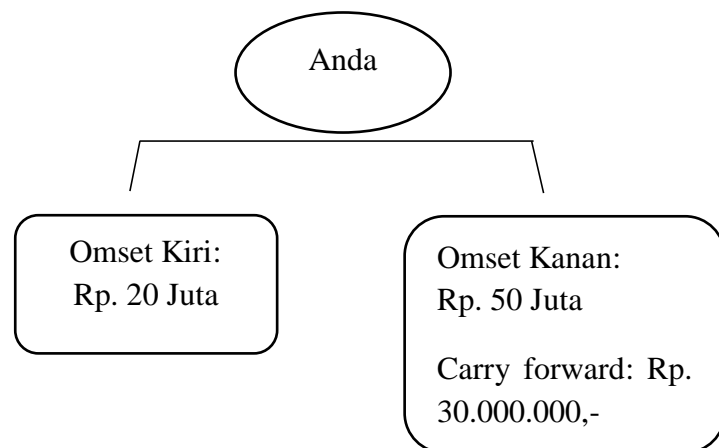 Anda
Omset Kiri:
Rp. 20 Juta
Omset Kanan:
Rp. 50 Juta
Carry forward: Rp.
30.000.000,-